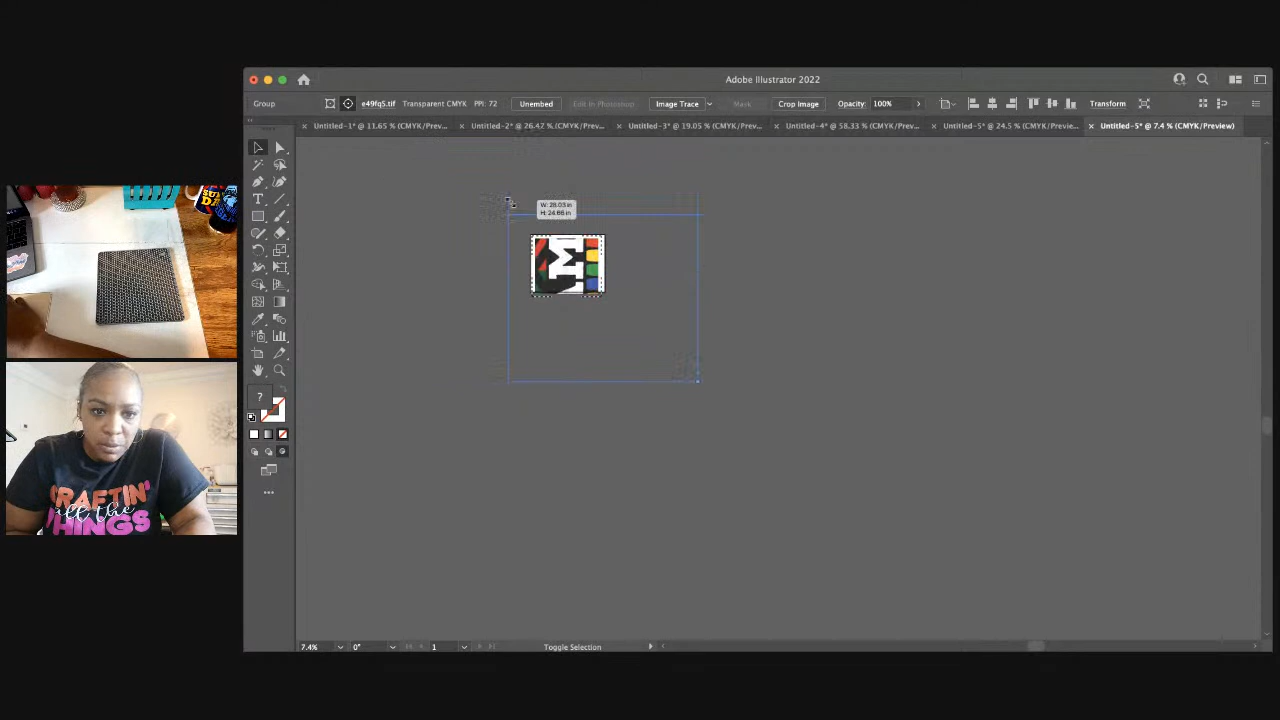 Adobe Illustrator 2022
Group
e49fq5.tif
Transparent CMYK
PPI: 72
Unembed
Edit in Photoshop
Image Trace
Mask
Crop Image
Opacity:
100%
Transform
Untitled-1* @ 11.65 % (CMYK/Prev...
Untitled-2* @ 26.42 % (CMYK/Prev...
Untitled-3* @ 19.05 % (CMYK/Prev...
Untitled-4* @ 58.33 % (CMYK/Prev...
Untitled-5* @ 24.5 % (CMYK/Previe...
Untitled-5* @ 7.4 % (CMYK/Preview)
W: 28.03 in
H: 24.66 in
M
?
CRAFTIN'
all the
THINGS
7.4%
0°
1
Toggle Selection